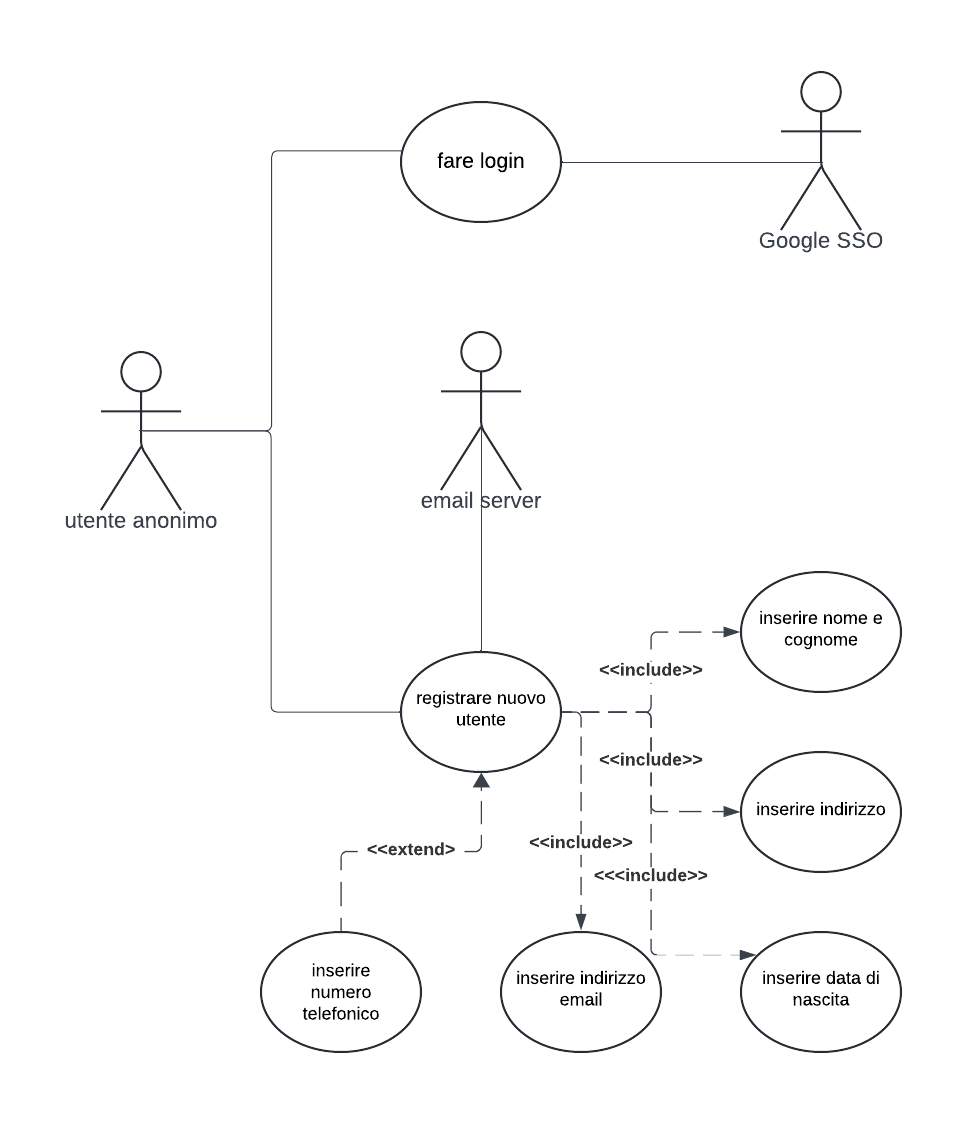 fare login
Google SSO
utente anonimo
email server
inserire nome e
cognome
<<include>>
registrare nuovo
utente
<<include>>
inserire indirizzo
<<include>>
<<extend>
<<<include>>
inserire
numero
telefonico
inserire indirizzo
email
inserire data di
nascita